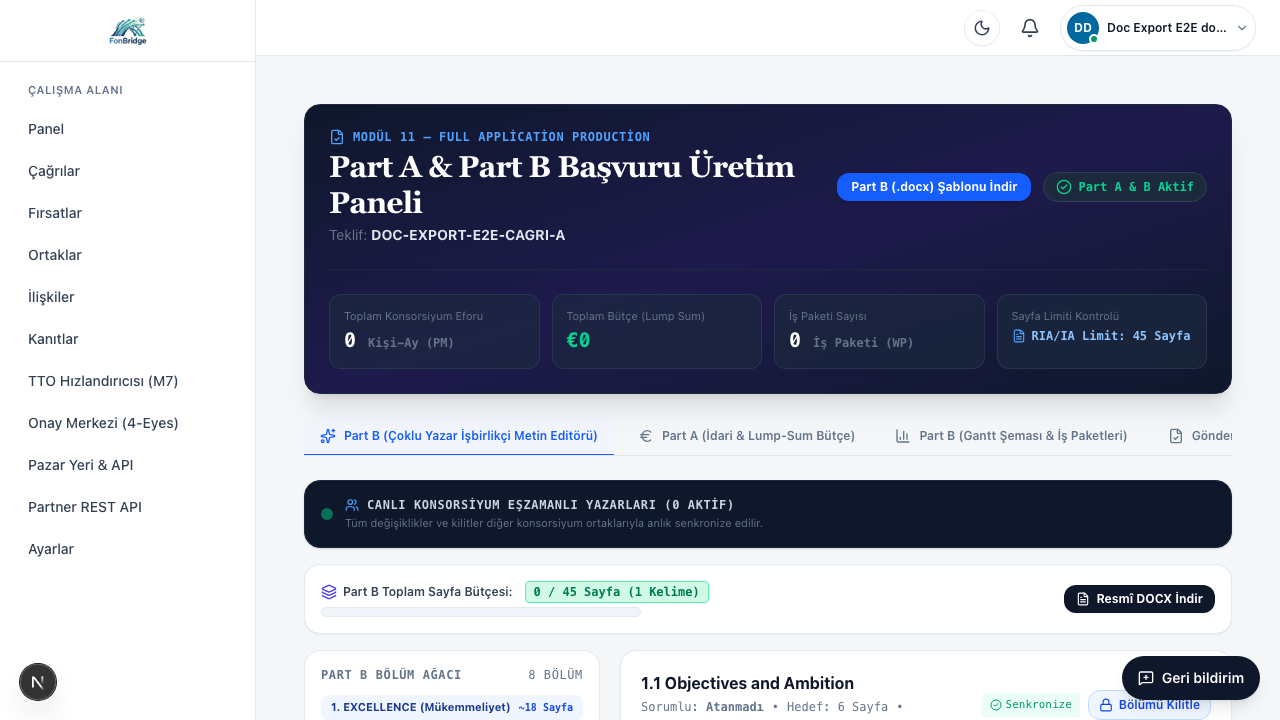 FonBridge
DD
Doc Export E2E do...
ÇALIŞMA ALANI
Panel
Çağrılar
Fırsatlar
Ortaklar
İlişkiler
Kanıtlar
TTO Hızlandırıcısı (M7)
Onay Merkezi (4-Eyes)
Pazar Yeri & API
Partner REST API
Ayarlar
N
MODÜL 11 — FULL APPLİCATİON PRODUCTİON
Part A & Part B Başvuru Üretim
Paneli
Teklif: DOC-EXPORT-E2E-CAGRI-A
Part B (.docx) Şablonu İndir
Part A & B Aktif
Toplam Konsorsiyum Eforu
0 Kişi-Ay (PM)
Toplam Bütçe (Lump Sum)
€0
İş Paketi Sayısı
0 İş Paketi (WP)
Sayfa Limiti Kontrolü
RIA/IA Limit: 45 Sayfa
Part B (Çoklu Yazar İşbirlikçi Metin Editörü)
Part A (İdari & Lump-Sum Bütçe)
Part B (Gantt Şeması & İş Paketleri)
Gönder
CANLI KONSORSİYUM EŞZAMANLI YAZARLARI (0 AKTİF)
Tüm değişiklikler ve kilitler diğer konsorsiyum ortaklarıyla anlık senkronize edilir.
Part B Toplam Sayfa Bütçesi: 0 / 45 Sayfa (1 Kelime)
Resmî DOCX İndir
PART B BÖLÜM AĞACI 8 BÖLÜM
1. EXCELLENCE (Mükemmeliyet) ~18 Sayfa
1.1 Objectives and Ambition
Sorumlu: Atanmadı • Hedef: 6 Sayfa •
Senkronize
Bölümü Kilitle
Geri bildirim